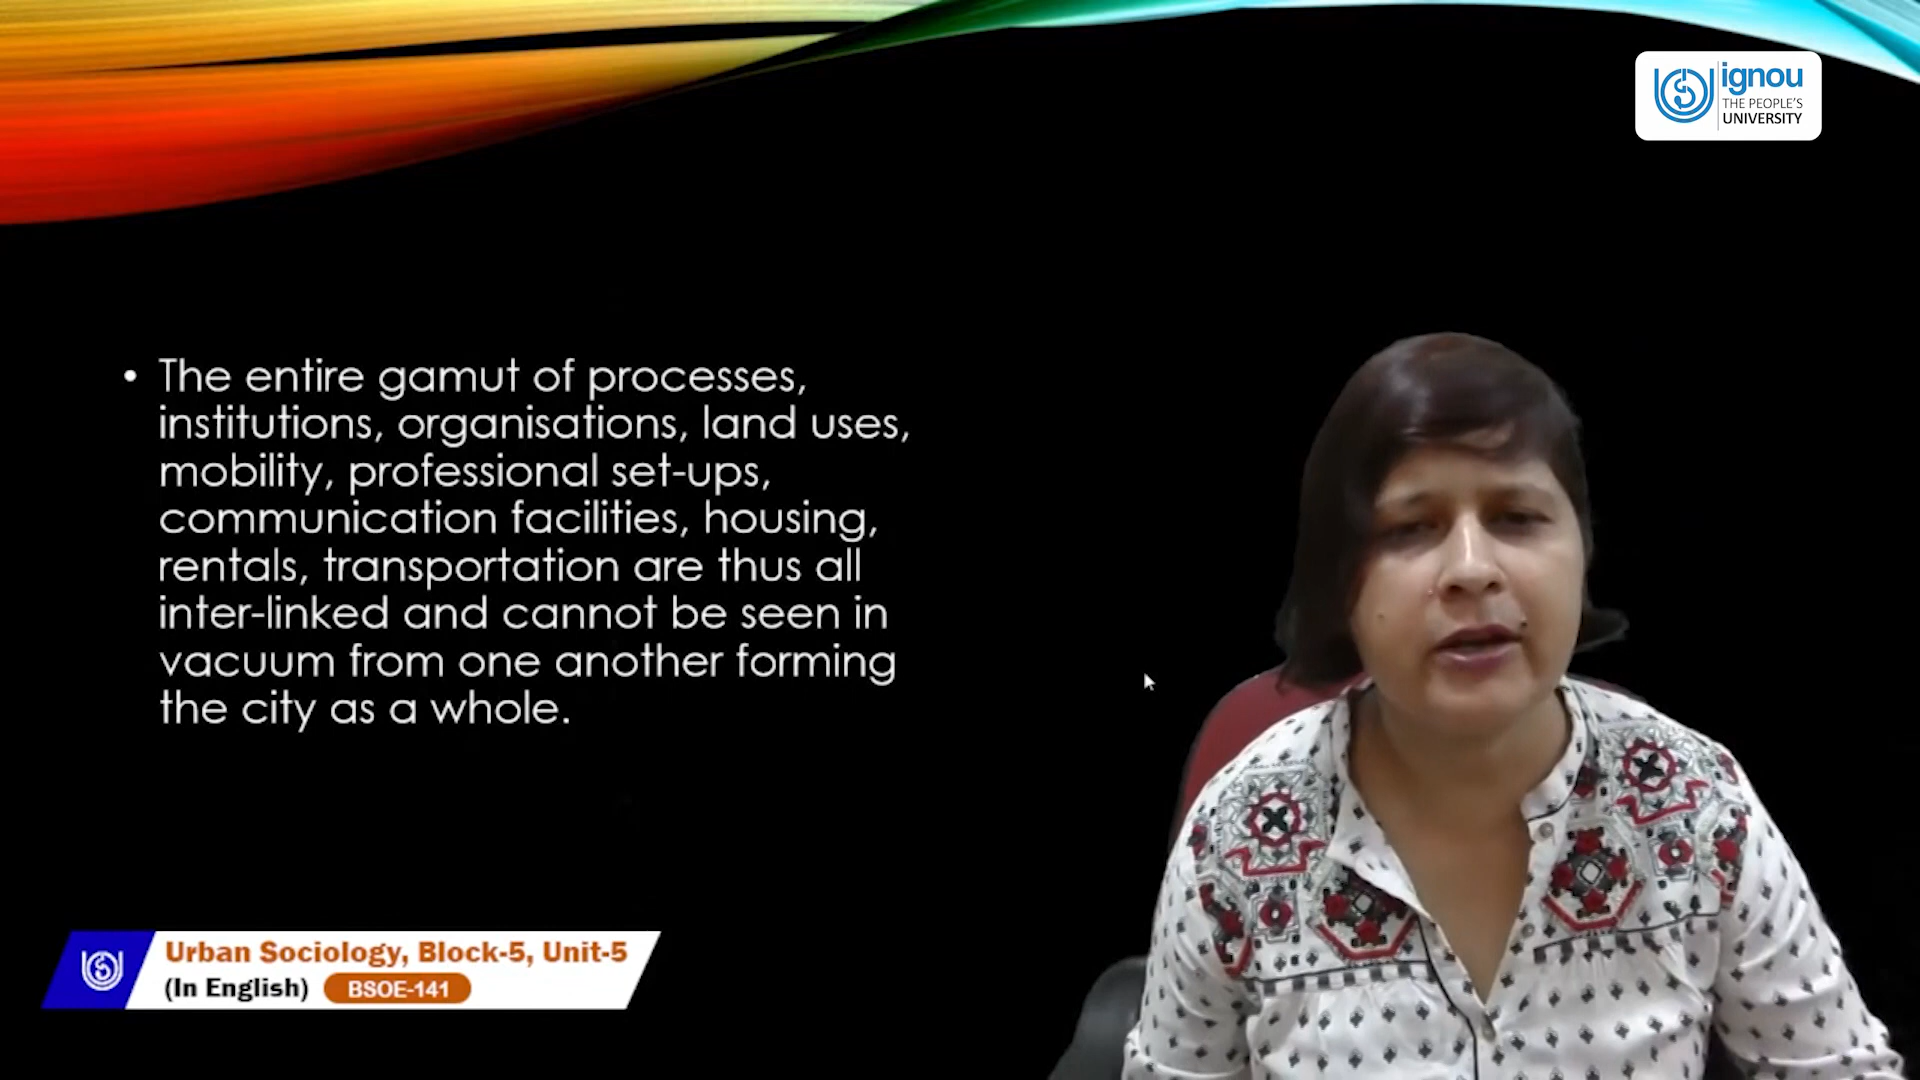 ignou
THE PEOPLE'S
UNIVERSITY
• The entire gamut of processes,
institutions, organisations, land uses,
mobility, professional set-ups,
communication facilities, housing,
rentals, transportation are thus all
inter-linked and cannot be seen in
vacuum from one another forming
the city as a whole.
Urban Sociology, Block-5, Unit-5
(In English) BSOE-141